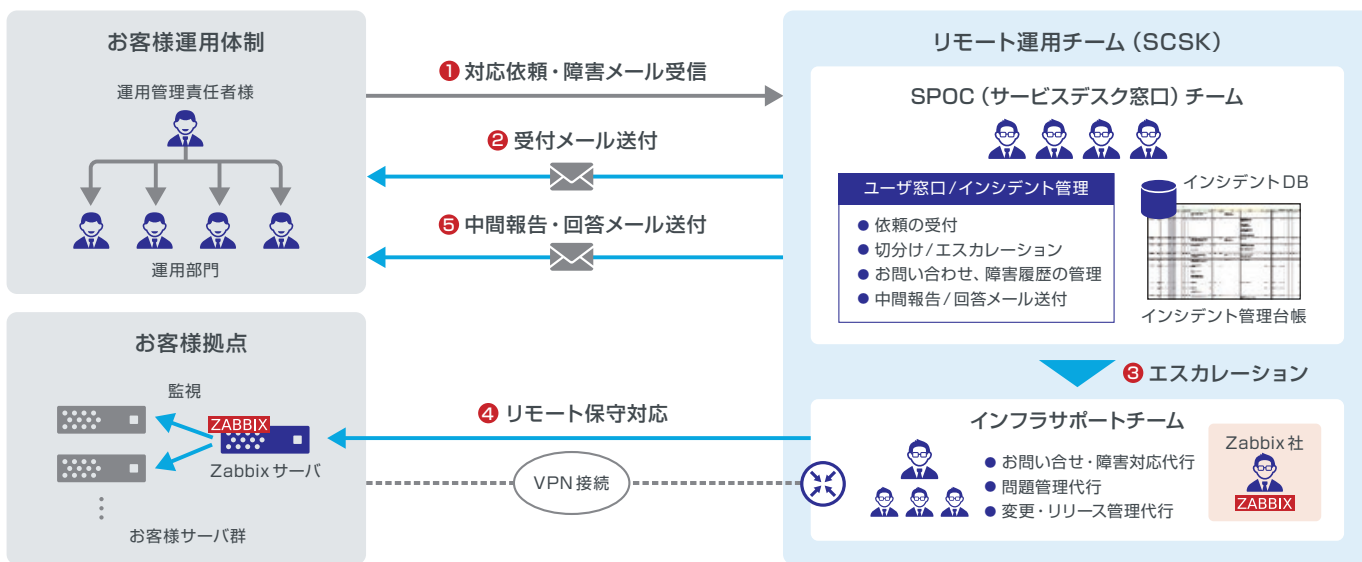 お客様運用体制
運用管理責任者様
運用部門
❶ 対応依頼・障害メール受信
❷ 受付メール送付
❺ 中間報告・回答メール送付
リモート運用チーム（SCSK）
SPOC（サービスデスク窓口）チーム
ユーザ窓口/インシデント管理
● 依頼の受付
● 切分け/エスカレーション
● お問い合わせ、障害履歴の管理
● 中間報告/回答メール送付
インシデントDB
インシデント管理台帳
❸ エスカレーション
お客様拠点
監視
ZABBIX
Zabbixサーバ
お客様サーバ群
❹ リモート保守対応
VPN接続
インフラサポートチーム
● お問い合せ・障害対応代行
● 問題管理代行
● 変更・リリース管理代行
Zabbix社
ZABBIX